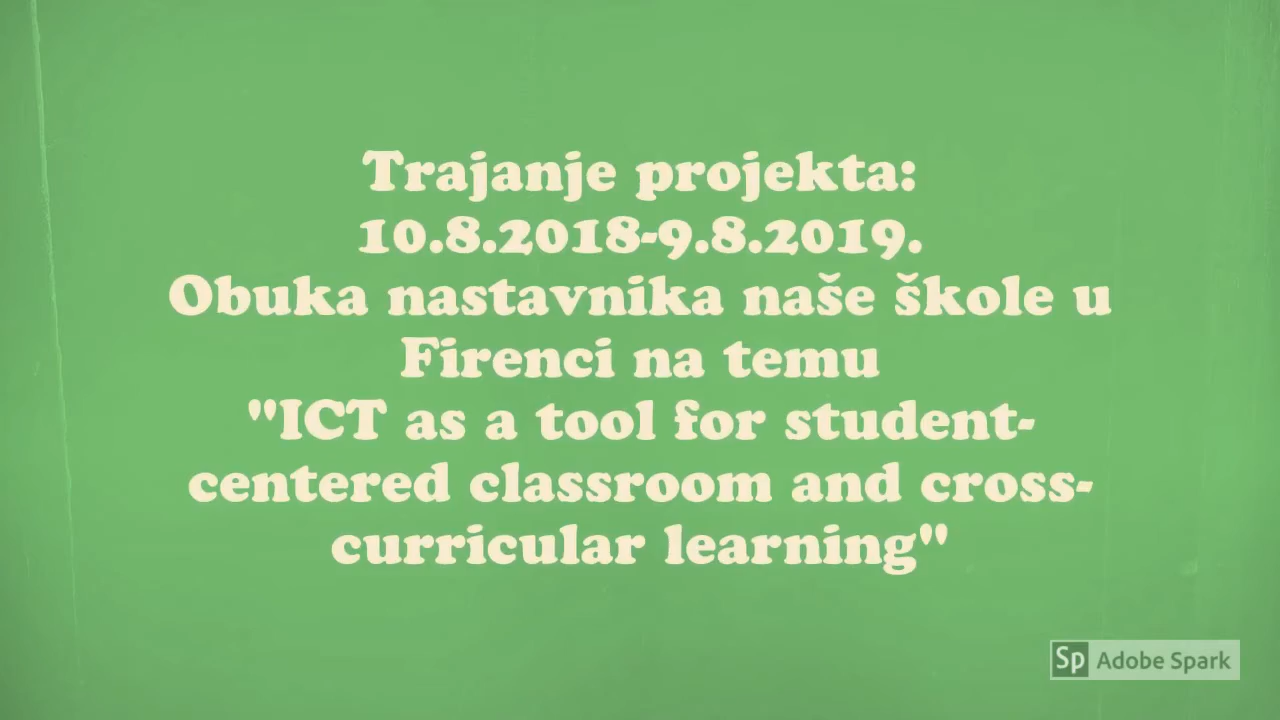 Trajanje projekta:
10.8.2018-9.8.2019.
Obuka nastavnika naše škole u
Firenci na temu
"ICT as a tool for student-
centered classroom and cross-
curricular learning"
Sp Adobe Spark